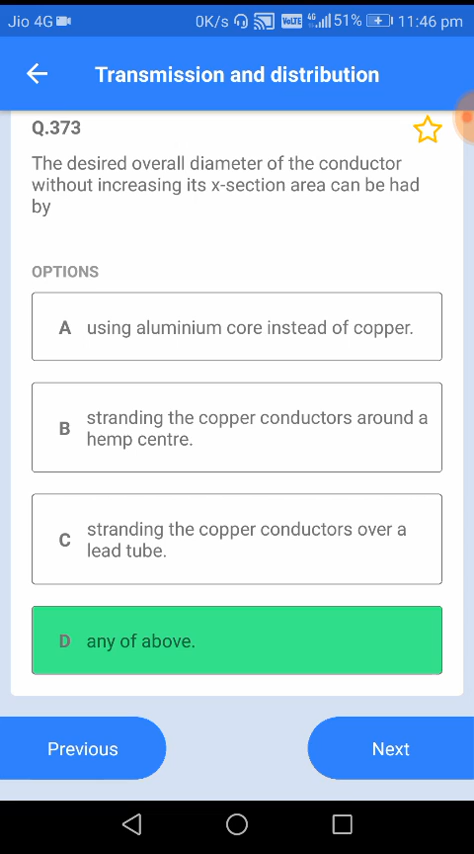 Jio 4G 0K/s VoLTE 4G 51% 11:46 pm
Transmission and distribution
Q.373
The desired overall diameter of the conductor
without increasing its x-section area can be had
by
OPTIONS
A using aluminium core instead of copper.
B stranding the copper conductors around a
hemp centre.
C stranding the copper conductors over a
lead tube.
D any of above.
Previous Next